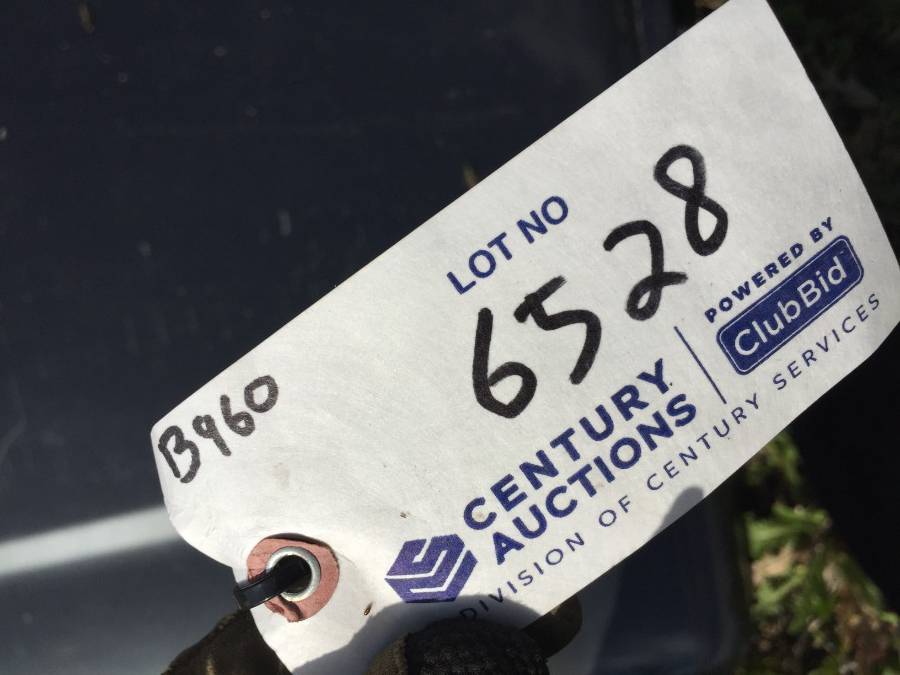 LOT NO
6528
B960
CENTURY
AUCTIONS
DIVISION OF CENTURY SERVICES
POWERED BY
ClubBid